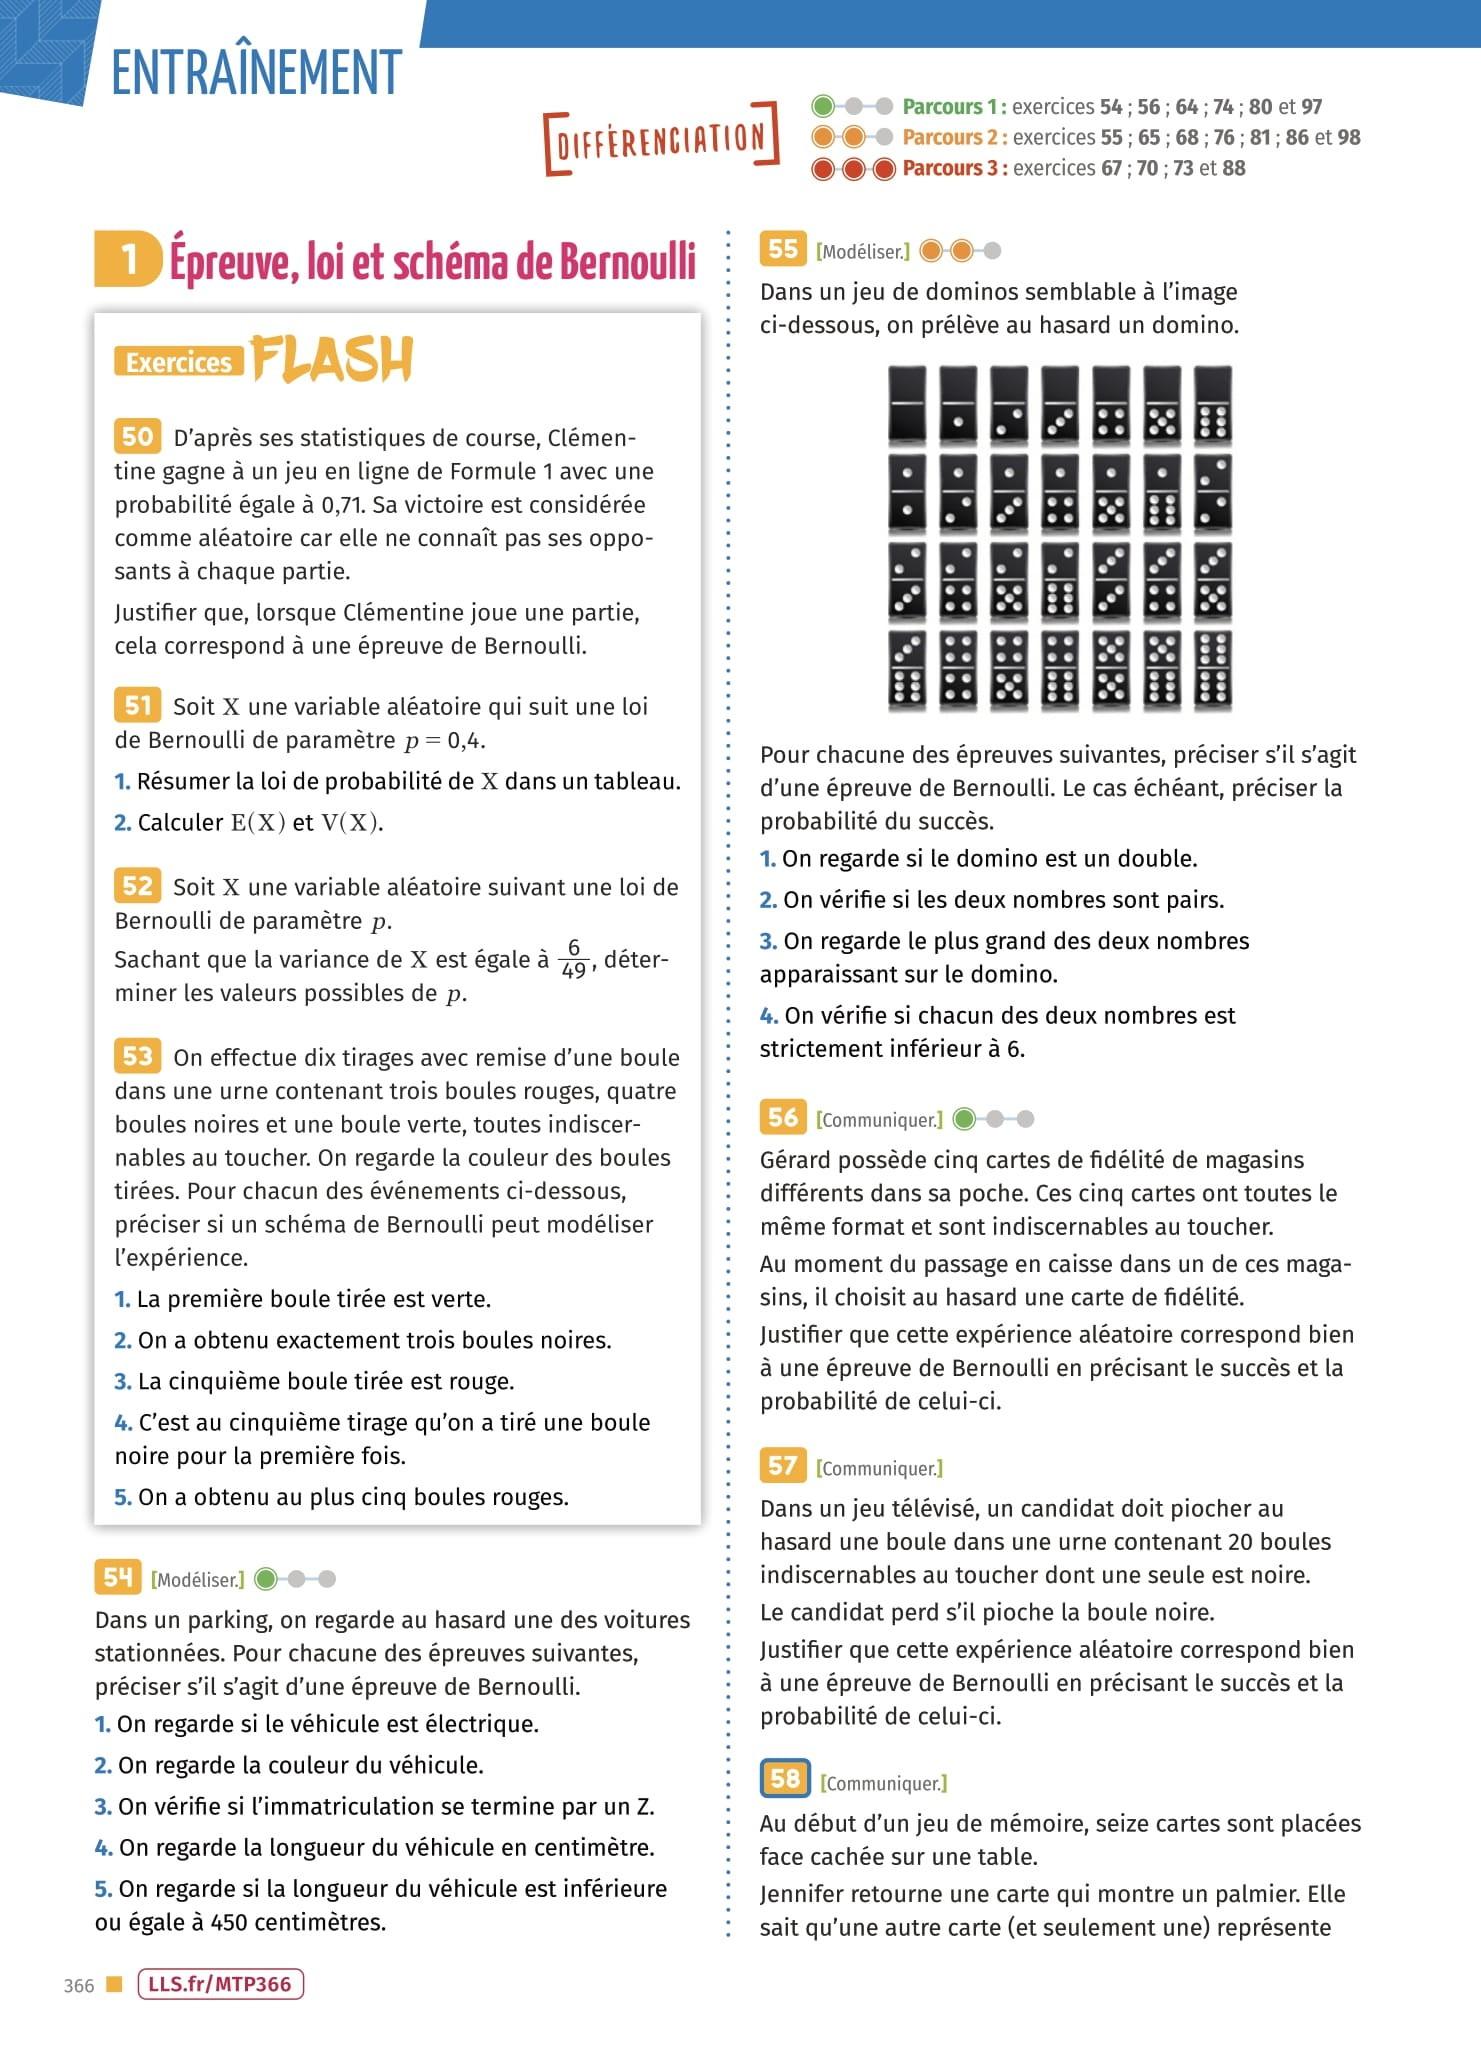 ENTRAÎNEMENT
DIFFÉRENCIATION
Parcours 1 : exercices 54 ; 56 ; 64 ; 74 ; 80 et 97
Parcours 2 : exercices 55 ; 65 ; 68 ; 76 ; 81 ; 86 et 98
Parcours 3 : exercices 67 ; 70 ; 73 et 88
1 Épreuve, loi et schéma de Bernoulli
Exercices FLASH
50 D'après ses statistiques de course, Clémen-
tine gagne à un jeu en ligne de Formule 1 avec une
probabilité égale à 0,71. Sa victoire est considérée
comme aléatoire car elle ne connaît pas ses oppo-
sants à chaque partie.
Justifier que, lorsque Clémentine joue une partie,
cela correspond à une épreuve de Bernoulli.
51 Soit X une variable aléatoire qui suit une loi
de Bernoulli de paramètre p = 0,4.
1. Résumer la loi de probabilité de X dans un tableau.
2. Calculer E(X) et V(X).
52 Soit X une variable aléatoire suivant une loi de
Bernoulli de paramètre p.
Sachant que la variance de X est égale à 6/49, déter-
miner les valeurs possibles de p.
53 On effectue dix tirages avec remise d'une boule
dans une urne contenant trois boules rouges, quatre
boules noires et une boule verte, toutes indiscer-
nables au toucher. On regarde la couleur des boules
tirées. Pour chacun des événements ci-dessous,
préciser si un schéma de Bernoulli peut modéliser
l'expérience.
1. La première boule tirée est verte.
2. On a obtenu exactement trois boules noires.
3. La cinquième boule tirée est rouge.
4. C'est au cinquième tirage qu'on a tiré une boule
noire pour la première fois.
5. On a obtenu au plus cinq boules rouges.
54 [Modéliser.]
Dans un parking, on regarde au hasard une des voitures
stationnées. Pour chacune des épreuves suivantes,
préciser s'il s'agit d'une épreuve de Bernoulli.
1. On regarde si le véhicule est électrique.
2. On regarde la couleur du véhicule.
3. On vérifie si l'immatriculation se termine par un Z.
4. On regarde la longueur du véhicule en centimètre.
5. On regarde si la longueur du véhicule est inférieure
ou égale à 450 centimètres.
55 [Modéliser.]
Dans un jeu de dominos semblable à l'image
ci-dessous, on prélève au hasard un domino.
Pour chacune des épreuves suivantes, préciser s'il s'agit
d'une épreuve de Bernoulli. Le cas échéant, préciser la
probabilité du succès.
1. On regarde si le domino est un double.
2. On vérifie si les deux nombres sont pairs.
3. On regarde le plus grand des deux nombres
apparaissant sur le domino.
4. On vérifie si chacun des deux nombres est
strictement inférieur à 6.
56 [Communiquer.]
Gérard possède cinq cartes de fidélité de magasins
différents dans sa poche. Ces cinq cartes ont toutes le
même format et sont indiscernables au toucher.
Au moment du passage en caisse dans un de ces maga-
sins, il choisit au hasard une carte de fidélité.
Justifier que cette expérience aléatoire correspond bien
à une épreuve de Bernoulli en précisant le succès et la
probabilité de celui-ci.
57 [Communiquer.]
Dans un jeu télévisé, un candidat doit piocher au
hasard une boule dans une urne contenant 20 boules
indiscernables au toucher dont une seule est noire.
Le candidat perd s'il pioche la boule noire.
Justifier que cette expérience aléatoire correspond bien
à une épreuve de Bernoulli en précisant le succès et la
probabilité de celui-ci.
58 [Communiquer.]
Au début d'un jeu de mémoire, seize cartes sont placées
face cachée sur une table.
Jennifer retourne une carte qui montre un palmier. Elle
sait qu'une autre carte (et seulement une) représente
366 LLS.fr/MTP366